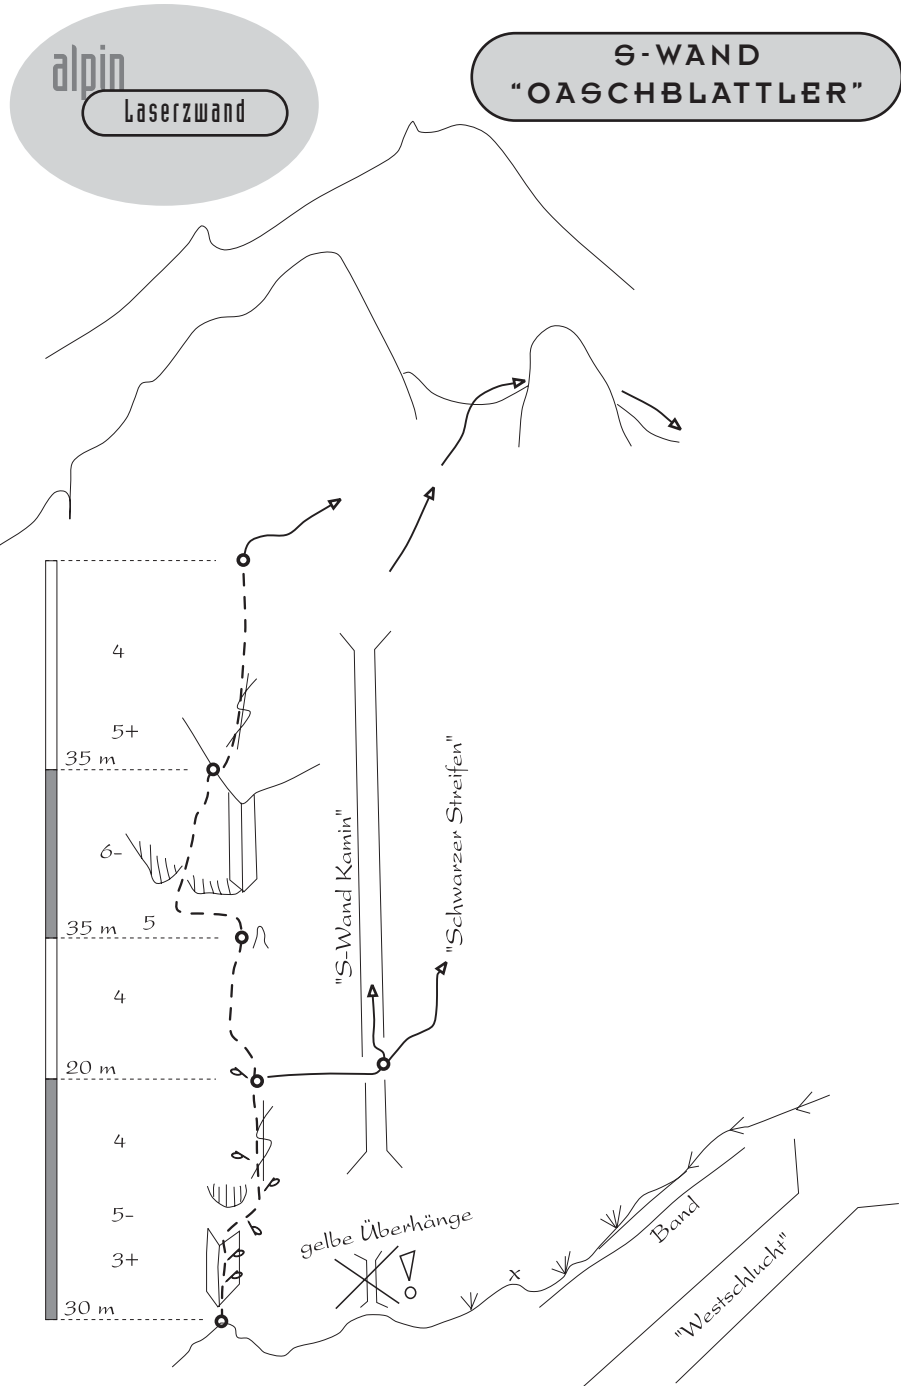 alpin
Laserzwand
S-WAND
"OASCHBLATTLER"
4
5+
35 m
6-
5
35 m
4
20 m
4
5-
3+
30 m
"S-Wand Kamin"
"Schwarzer Streifen"
gelbe Überhänge
!
x
Band
"Westschlucht"